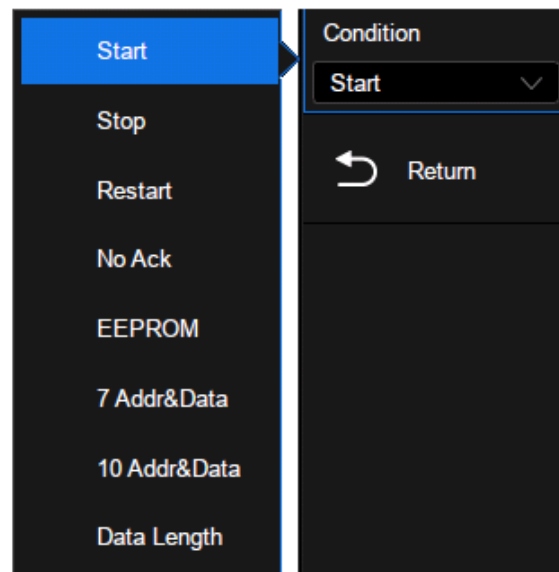 Start
Stop
Restart
No Ack
EEPROM
7 Addr&Data
10 Addr&Data
Data Length
Condition
Start
Return